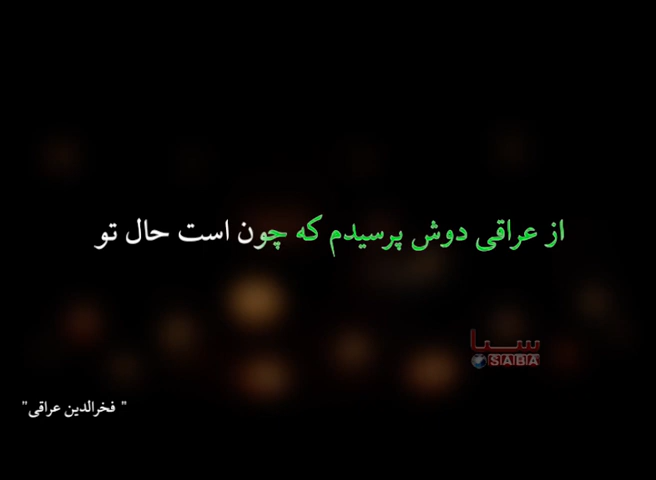 از عراقی دوش پرسیدم که چون است حال تو
سبا
SABA
" فخرالدین عراقی"